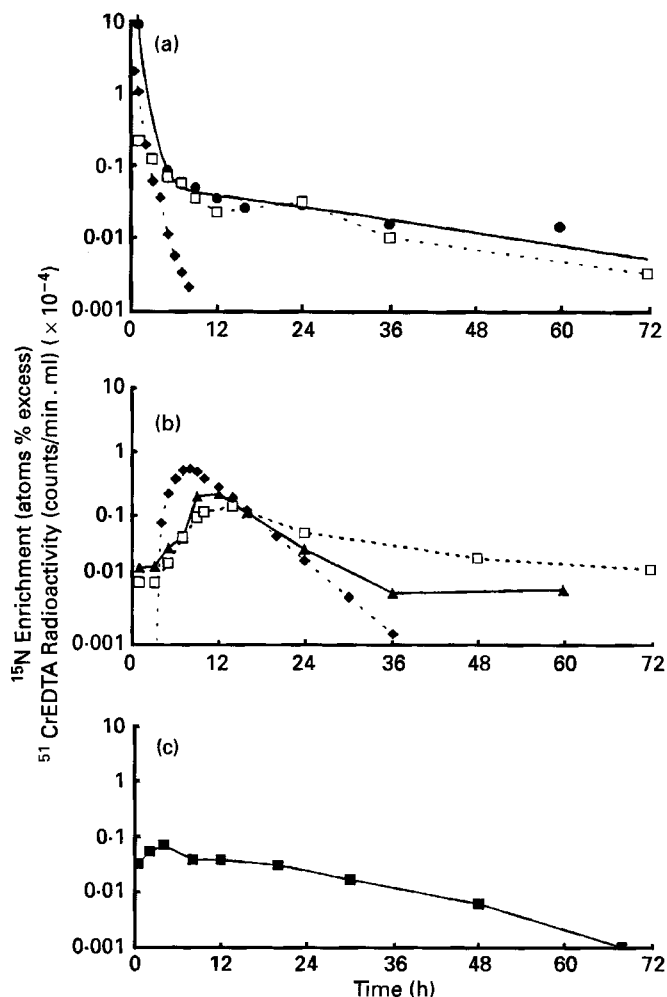 ¹⁵N Enrichment (atoms % excess)
⁵¹ CrEDTA Radioactivity (counts/min . ml) ( × 10⁻⁴)
(a)
10
1
0·1
0·01
0·001
0 12 24 36 48 60 72
(b)
10
1
0·1
0·01
0·001
0 12 24 36 48 60 72
(c)
10
1
0·1
0·01
0·001
0 12 24 36 48 60 72
Time (h)